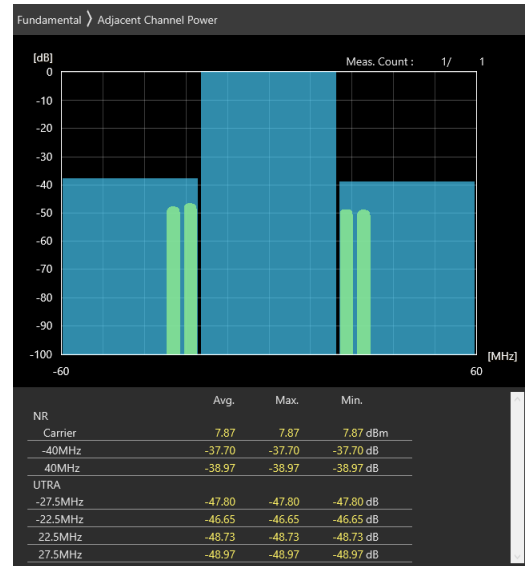 Fundamental 〉 Adjacent Channel Power
[dB]
Meas. Count : 1/ 1
0
-10
-20
-30
-40
-50
-60
-70
-80
-90
-100
[MHz]
-60 60
Avg. Max. Min.
NR
Carrier 7.87 7.87 7.87 dBm
-40MHz -37.70 -37.70 -37.70 dB
40MHz -38.97 -38.97 -38.97 dB
UTRA
-27.5MHz -47.80 -47.80 -47.80 dB
-22.5MHz -46.65 -46.65 -46.65 dB
22.5MHz -48.73 -48.73 -48.73 dB
27.5MHz -48.97 -48.97 -48.97 dB